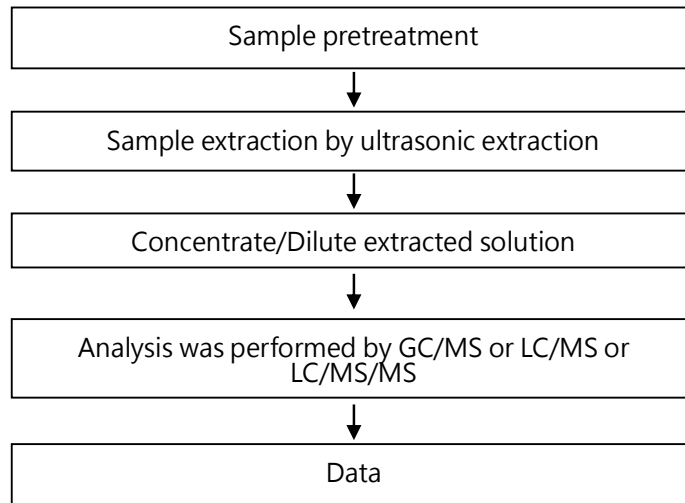 Sample pretreatment
Sample extraction by ultrasonic extraction
Concentrate/Dilute extracted solution
Analysis was performed by GC/MS or LC/MS or
LC/MS/MS
Data